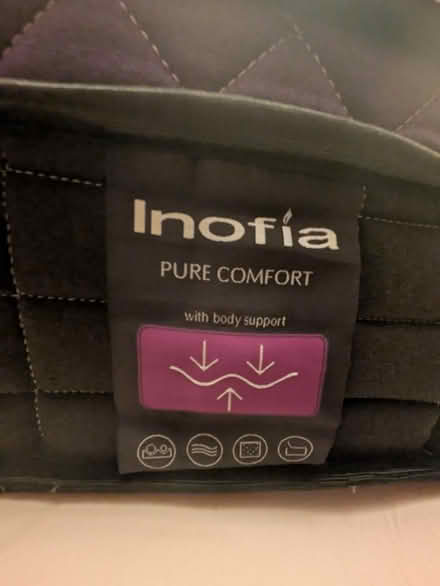 Inofia
PURE COMFORT
with body support